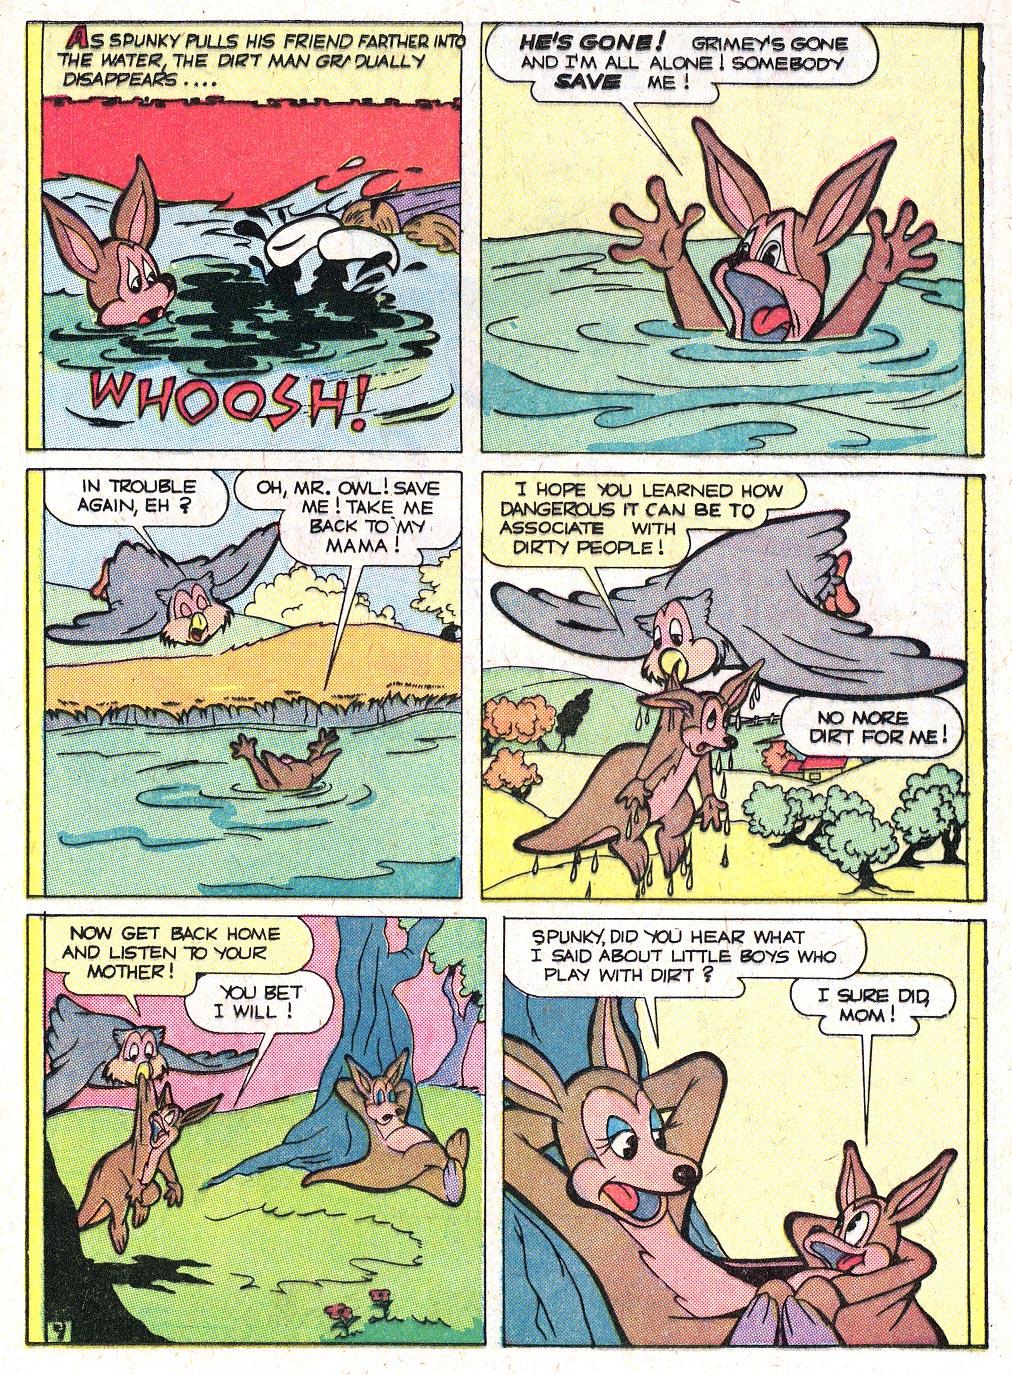 AS SPUNKY PULLS HIS FRIEND FARTHER INTO
THE WATER, THE DIRT MAN GRADUALLY
DISAPPEARS ....
WHOOSH!
HE'S GONE! GRIMEY'S GONE
AND I'M ALL ALONE! SOMEBODY
SAVE ME!
IN TROUBLE
AGAIN, EH?
OH, MR. OWL! SAVE
ME! TAKE ME
BACK TO MY
MAMA!
I HOPE YOU LEARNED HOW
DANGEROUS IT CAN BE TO
ASSOCIATE WITH
DIRTY PEOPLE!
NO MORE
DIRT FOR ME!
NOW GET BACK HOME
AND LISTEN TO YOUR
MOTHER!
YOU BET
I WILL!
7
SPUNKY, DID YOU HEAR WHAT
I SAID ABOUT LITTLE BOYS WHO
PLAY WITH DIRT?
I SURE DID,
MOM!